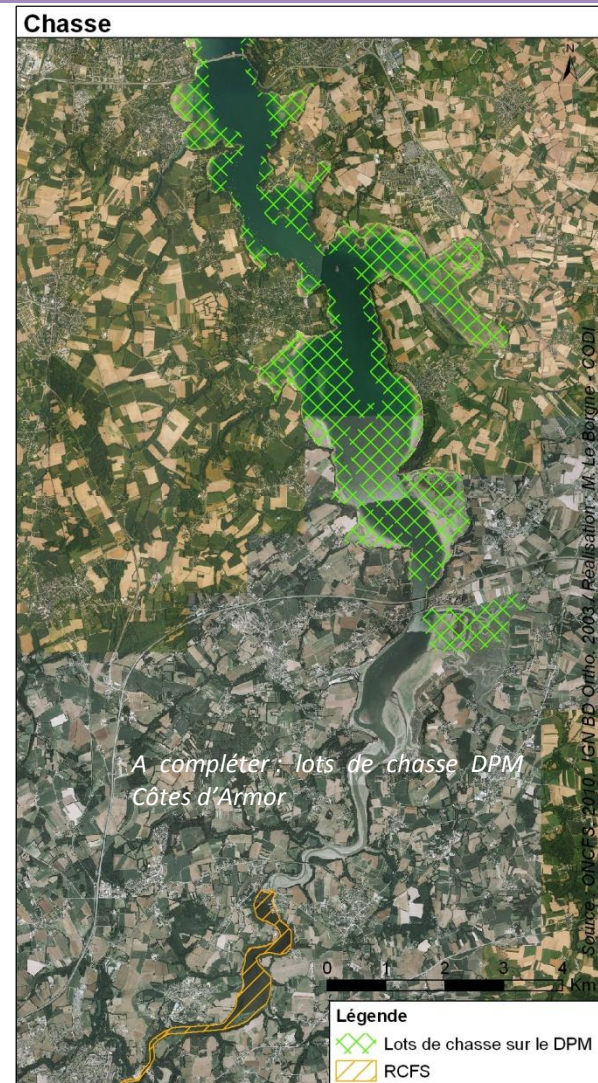 Chasse
z
Source : ONCFS, 2010 / IGN BD Ortho, 2003 / Réalisation : M. Le Borgne / CODI
A compléter : lots de chasse DPM
Côtes d'Armor
0 1 2 3 4
Km
Légende
Lots de chasse sur le DPM
RCFS